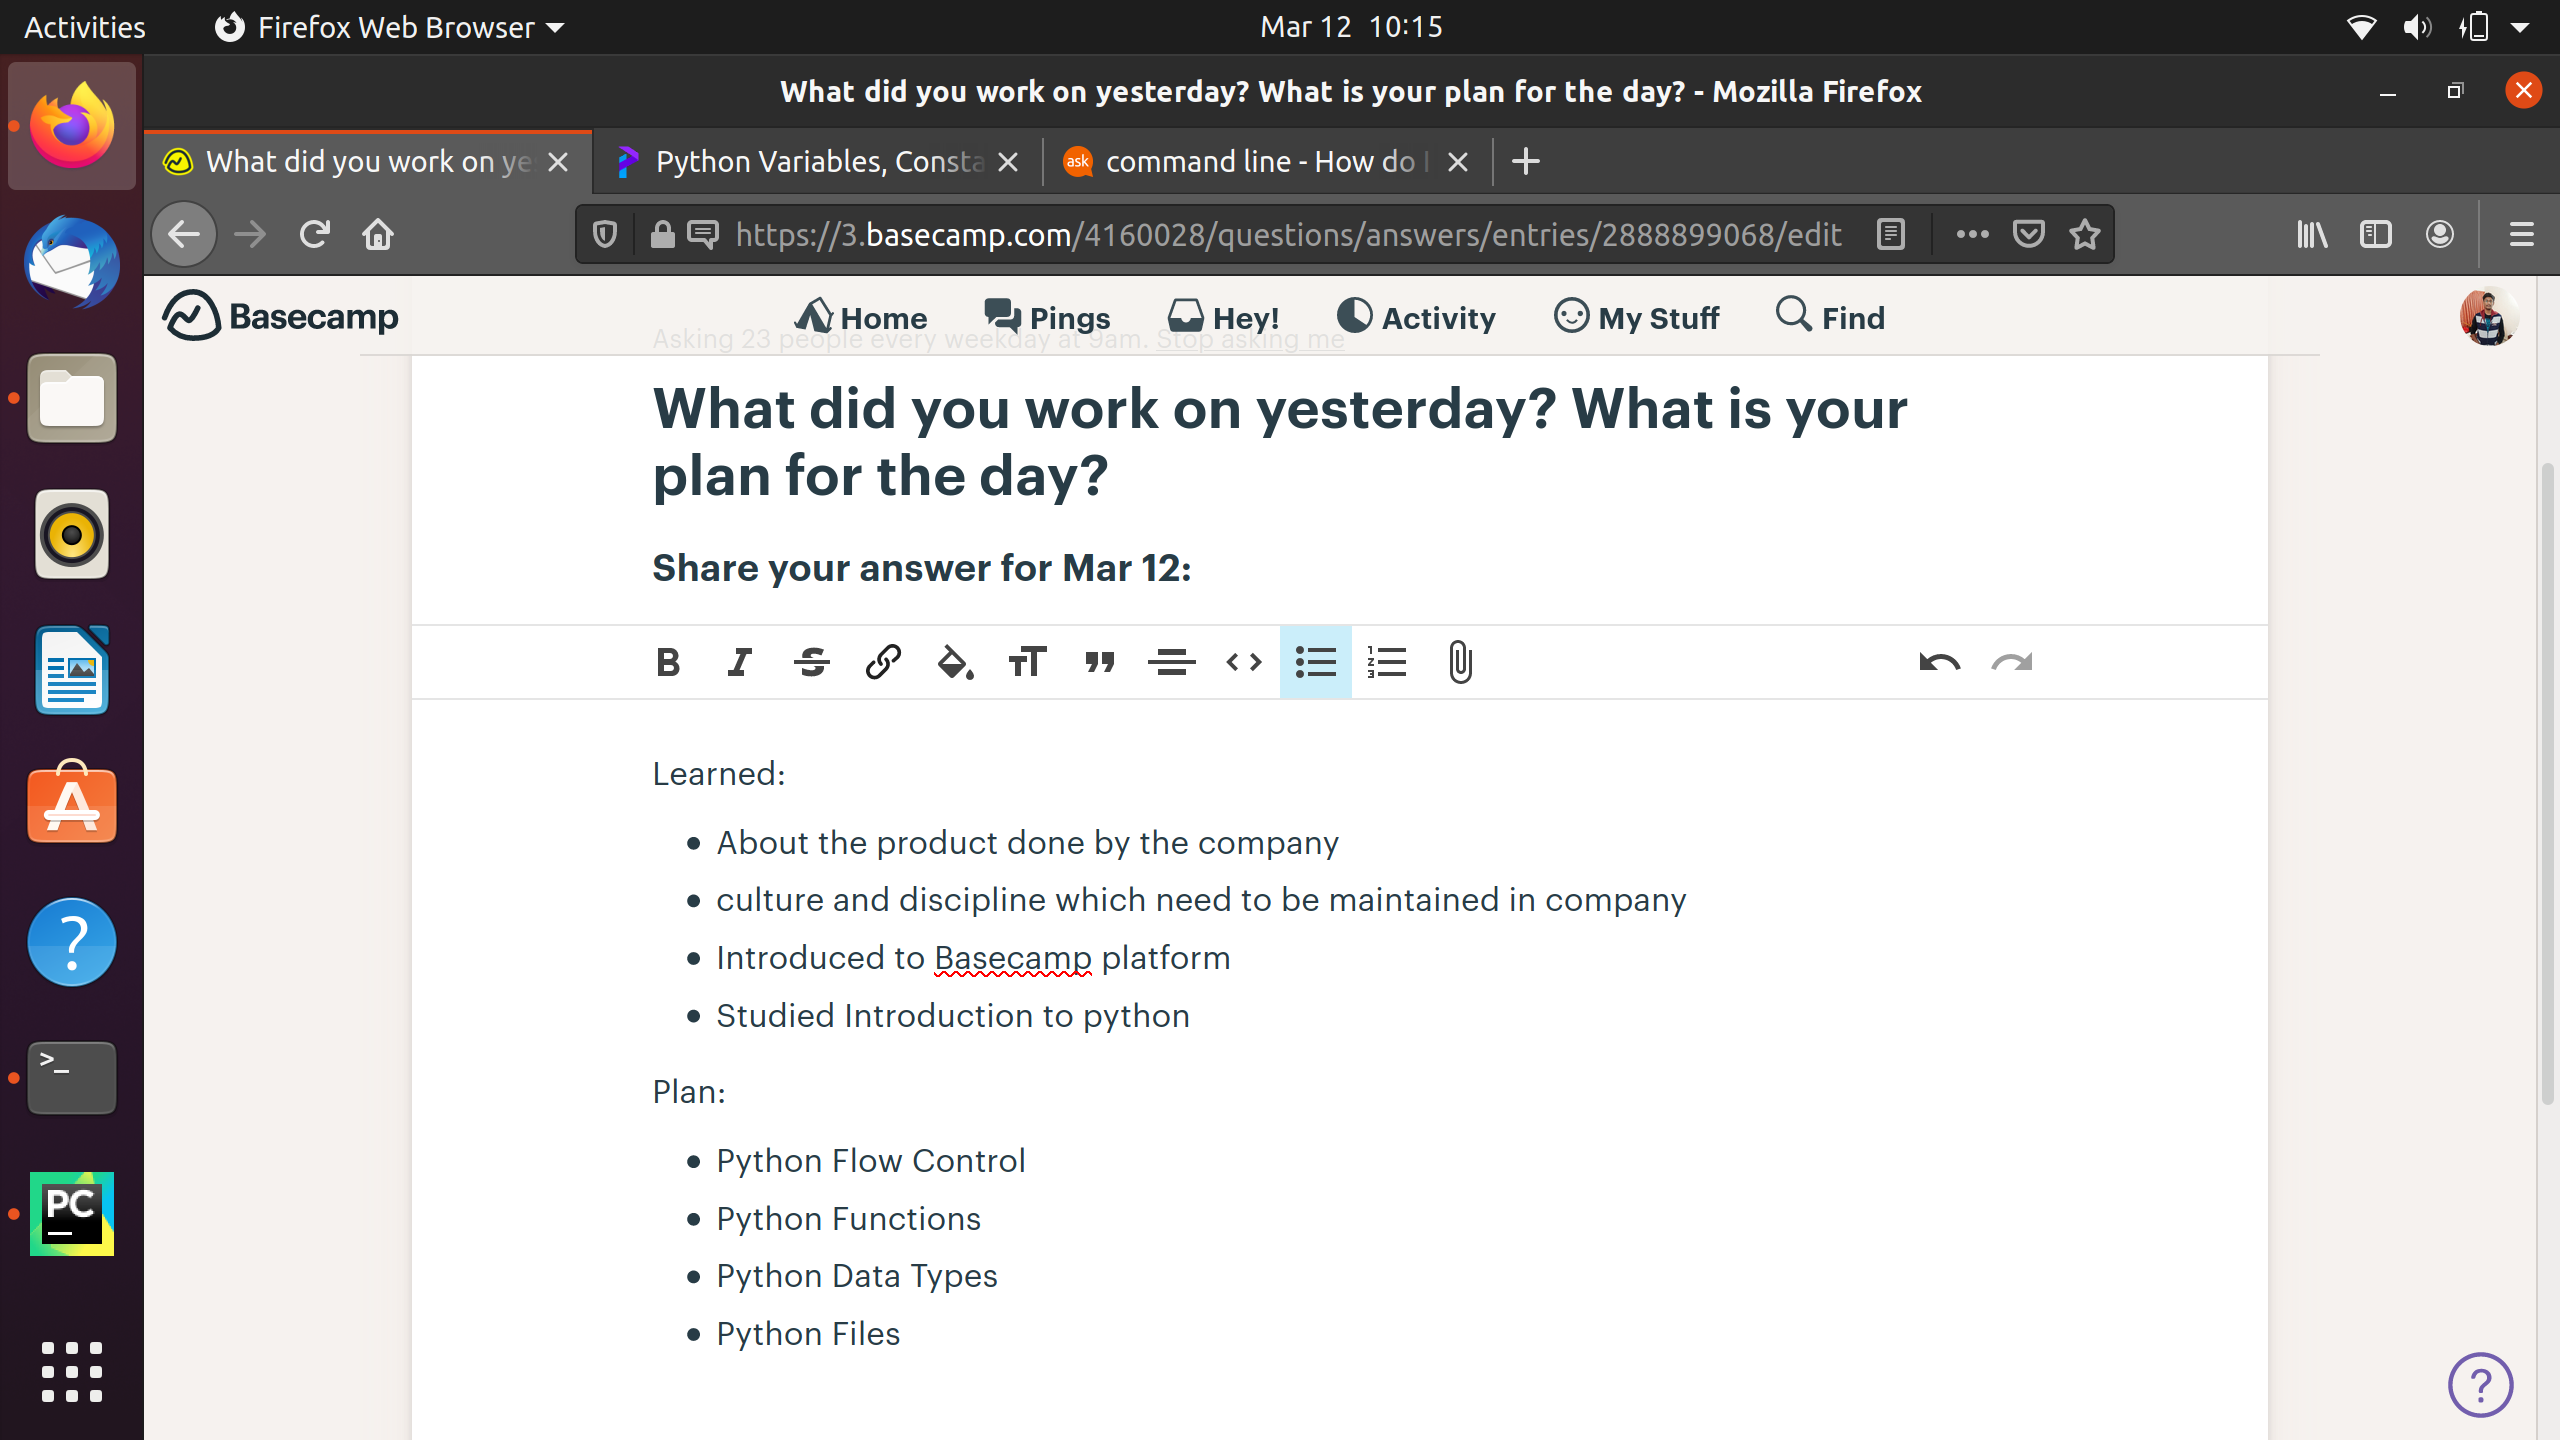 Activities
Firefox Web Browser
Mar 12 10:15
What did you work on yesterday? What is your plan for the day? - Mozilla Firefox
What did you work on ye
Python Variables, Consta
ask
command line - How do I
https://3.basecamp.com/4160028/questions/answers/entries/2888899068/edit
Basecamp
Home
Pings
Hey!
Activity
My Stuff
Find
Asking 23 people every weekday at 9am. Stop asking me
What did you work on yesterday? What is your
plan for the day?
Share your answer for Mar 12:
Learned:
About the product done by the company
culture and discipline which need to be maintained in company
Introduced to Basecamp platform
Studied Introduction to python
Plan:
Python Flow Control
Python Functions
Python Data Types
Python Files
PC